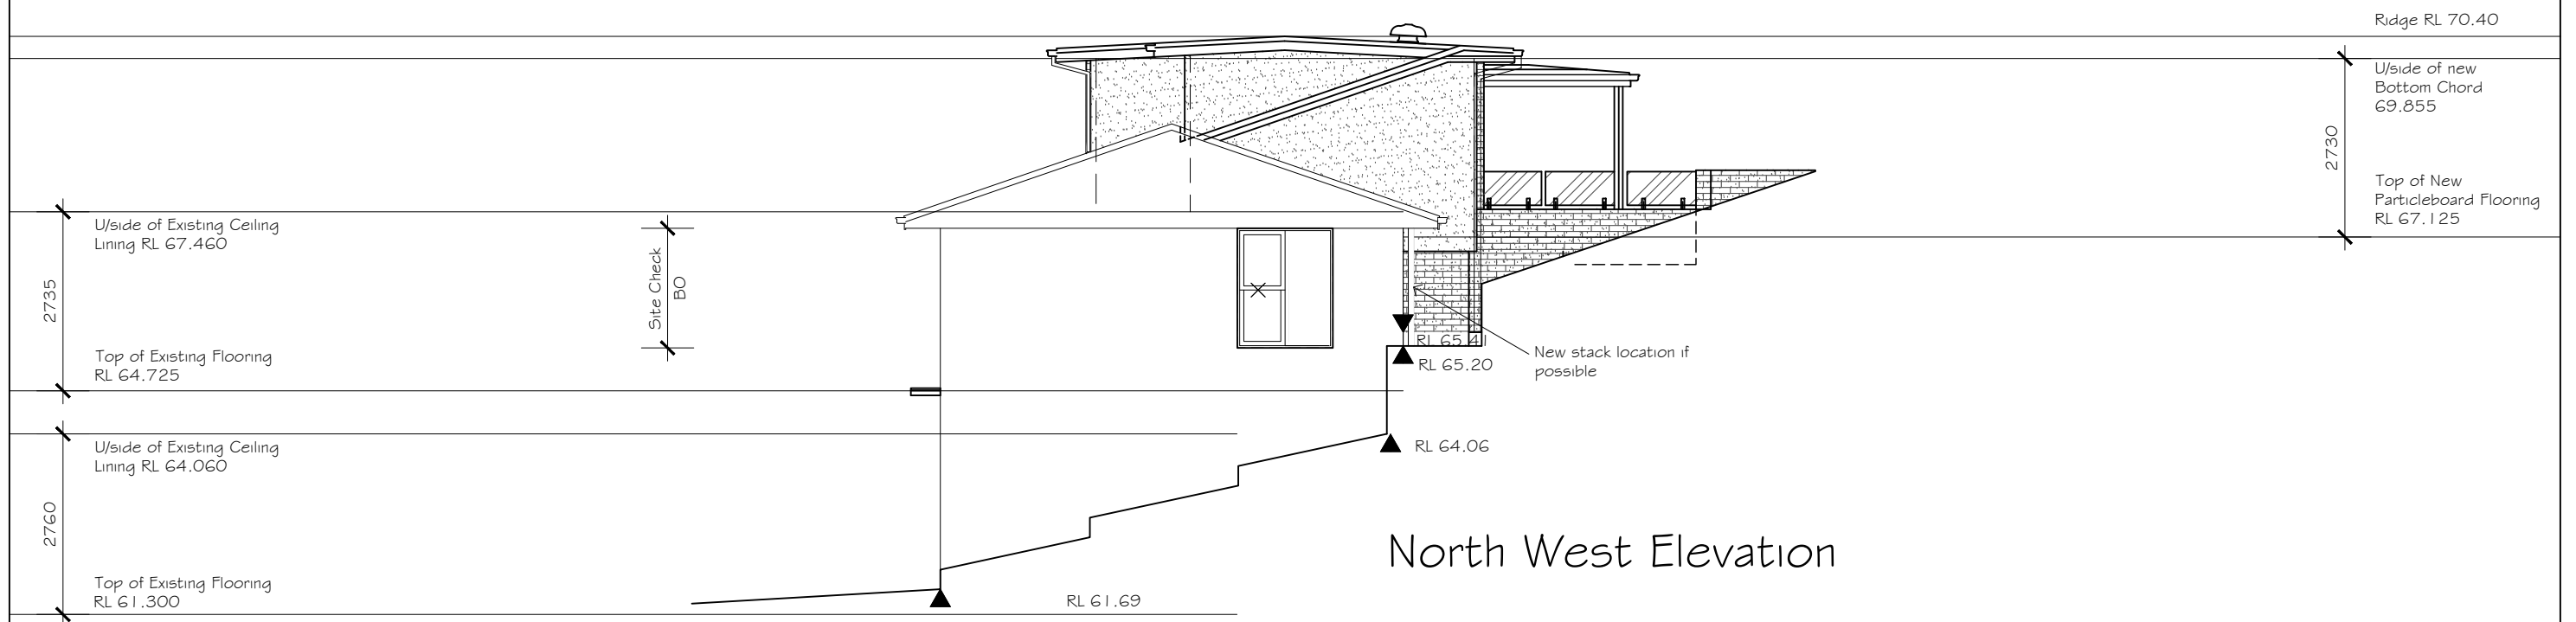 Ridge RL 70.40
U/side of new
Bottom Chord
69.855
2730
Top of New
Particleboard Flooring
RL 67.125
U/side of Existing Ceiling
Lining RL 67.460
2735
Site Check
BO
Top of Existing Flooring
RL 64.725
RL 65.41
RL 65.20
New stack location if
possible
U/side of Existing Ceiling
Lining RL 64.060
RL 64.06
2760
North West Elevation
Top of Existing Flooring
RL 61.300
RL 61.69